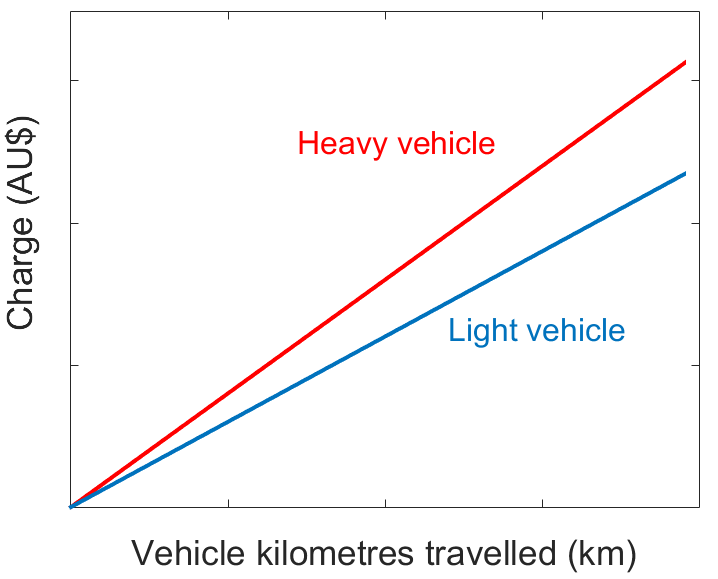 Charge (AU$)
Heavy vehicle
Light vehicle
Vehicle kilometres travelled (km)